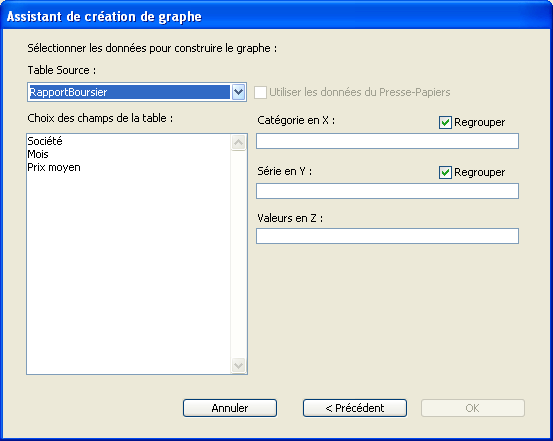 Assistant de création de graphe
Sélectionner les données pour construire le graphe :
Table Source :
RapportBoursier
Utiliser les données du Presse-Papiers
Choix des champs de la table :
Société
Mois
Prix moyen
Catégorie en X :
Regrouper
Série en Y :
Regrouper
Valeurs en Z :
Annuler
< Précédent
OK